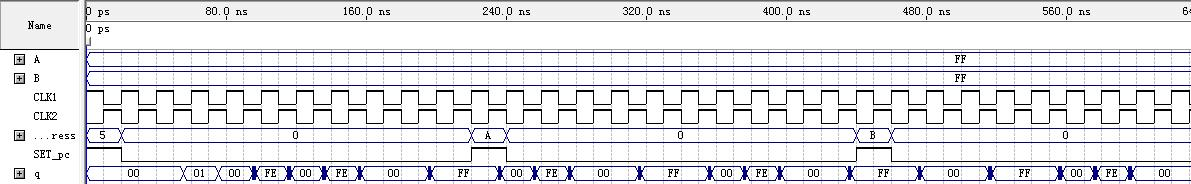 Name
0 ps 80.0 ns 160.0 ns 240.0 ns 320.0 ns 400.0 ns 480.0 ns 560.0 ns 64
0 ps
A FF
B FF
CLK1
CLK2
...ress 5 0 A 0 B 0
SET_pc
q 00 01 00 FE 00 FE 00 FF 00 FE 00 FF 00 FE 00 FF 00 FF 00 FE 00